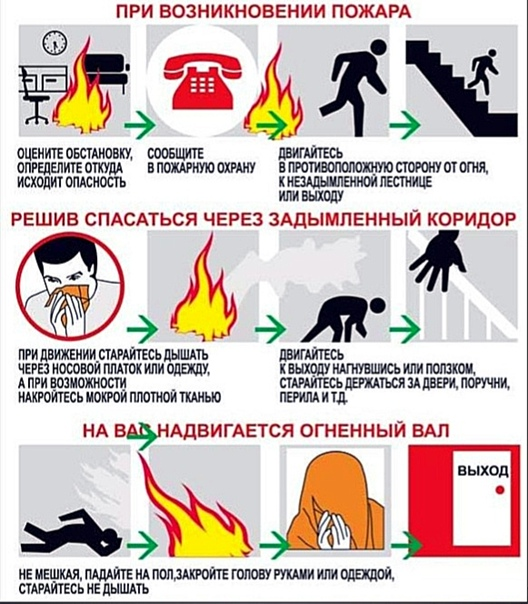 ПРИ ВОЗНИКНОВЕНИИ ПОЖАРА
ОЦЕНИТЕ ОБСТАНОВКУ,
ОПРЕДЕЛИТЕ ОТКУДА
ИСХОДИТ ОПАСНОСТЬ
СООБЩИТЕ
В ПОЖАРНУЮ ОХРАНУ
ДВИГАЙТЕСЬ
В ПРОТИВОПОЛОЖНУЮ СТОРОНУ ОТ ОГНЯ,
К НЕЗАДЫМЛЕННОЙ ЛЕСТНИЦЕ
ИЛИ ВЫХОДУ
РЕШИВ СПАСАТЬСЯ ЧЕРЕЗ ЗАДЫМЛЕННЫЙ КОРИДОР
ПРИ ДВИЖЕНИИ СТАРАЙТЕСЬ ДЫШАТЬ
ЧЕРЕЗ НОСОВОЙ ПЛАТОК ИЛИ ОДЕЖДУ,
А ПРИ ВОЗМОЖНОСТИ
НАКРОЙТЕСЬ МОКРОЙ ПЛОТНОЙ ТКАНЬЮ
ДВИГАЙТЕСЬ
К ВЫХОДУ НАГНУВШИСЬ ИЛИ ПОЛЗКОМ,
СТАРАЙТЕСЬ ДЕРЖАТЬСЯ ЗА ДВЕРИ, ПОРУЧНИ,
ПЕРИЛА И Т.Д.
НА ВАС НАДВИГАЕТСЯ ОГНЕННЫЙ ВАЛ
ВЫХОД
НЕ МЕШКАЯ, ПАДАЙТЕ НА ПОЛ,ЗАКРОЙТЕ ГОЛОВУ РУКАМИ ИЛИ ОДЕЖДОЙ,
СТАРАЙТЕСЬ НЕ ДЫШАТЬ